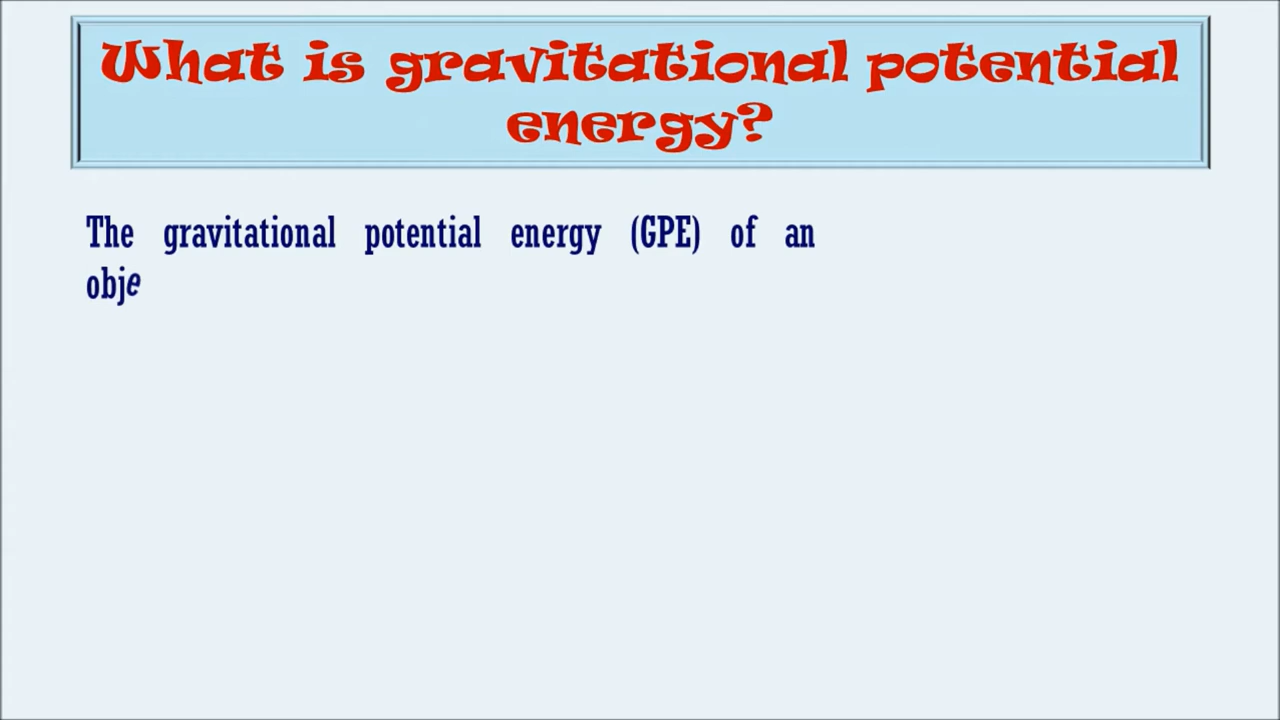 What is gravitational potential
energy?
The gravitational potential energy (GPE) of an
obje